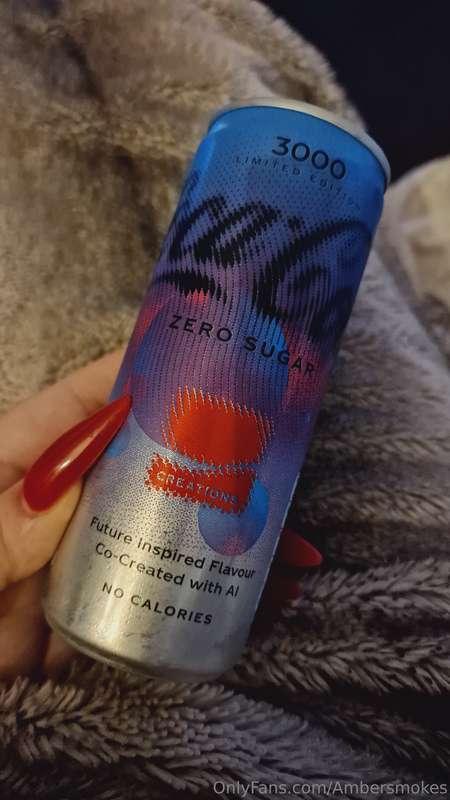 3000
LIMITED EDITION
ZERO SUGAR
CREATIONS
Future Inspired Flavour
Co-Created with AI
NO CALORIES
OnlyFans.com/Ambersmokes